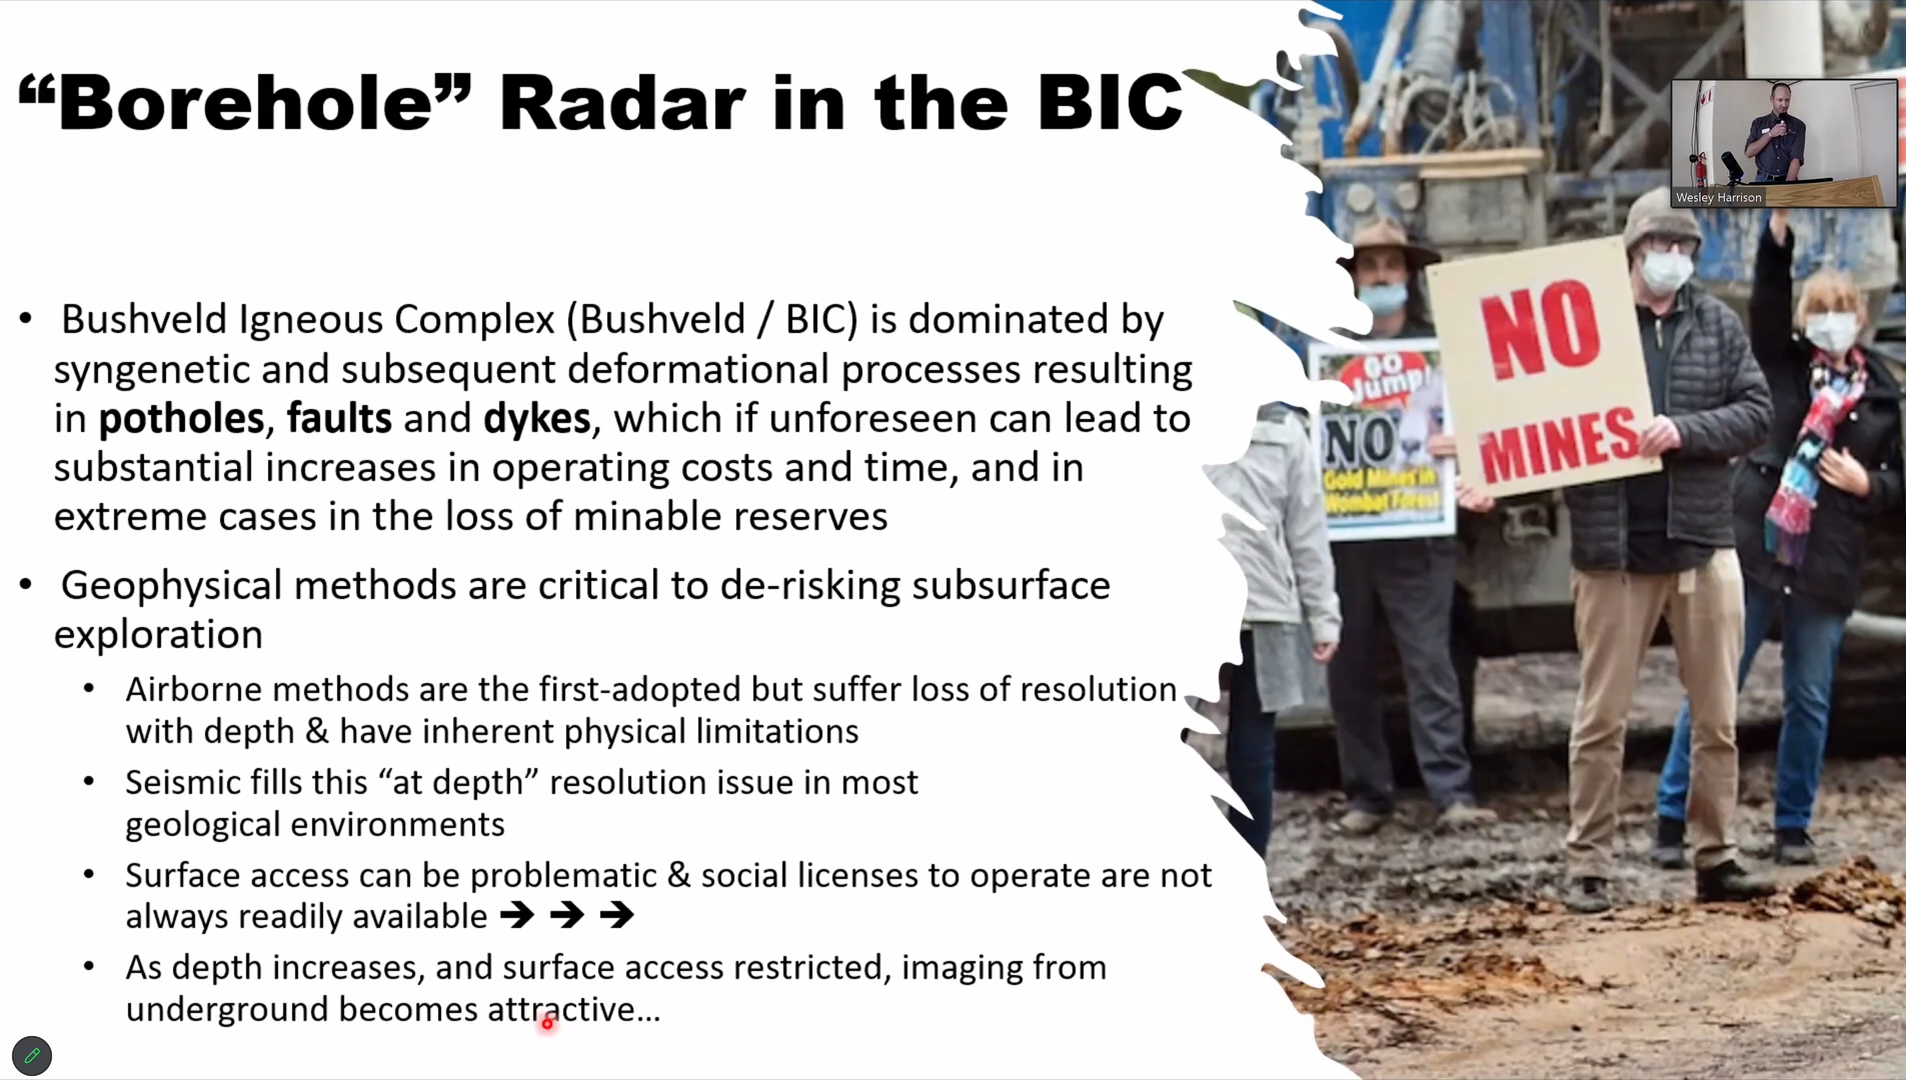 “Borehole” Radar in the BIC
• Bushveld Igneous Complex (Bushveld / BIC) is dominated by
syngenetic and subsequent deformational processes resulting
in potholes, faults and dykes, which if unforeseen can lead to
substantial increases in operating costs and time, and in
extreme cases in the loss of minable reserves
• Geophysical methods are critical to de-risking subsurface
exploration
• Airborne methods are the first-adopted but suffer loss of resolution
with depth & have inherent physical limitations
• Seismic fills this “at depth” resolution issue in most
geological environments
• Surface access can be problematic & social licenses to operate are not
always readily available ➔ ➔ ➔
• As depth increases, and surface access restricted, imaging from
underground becomes attractive...
Wesley Harrison
NO
MINES
GO
Jump!
NO
Gold Mines in
Wombat Forest